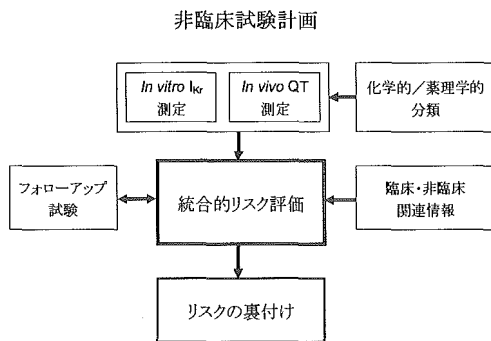 非臨床試験計画
In vitro IKr
測定
In vivo QT
測定
化学的／薬理学的
分類
フォローアップ
試験
統合的リスク評価
臨床・非臨床
関連情報
リスクの裏付け